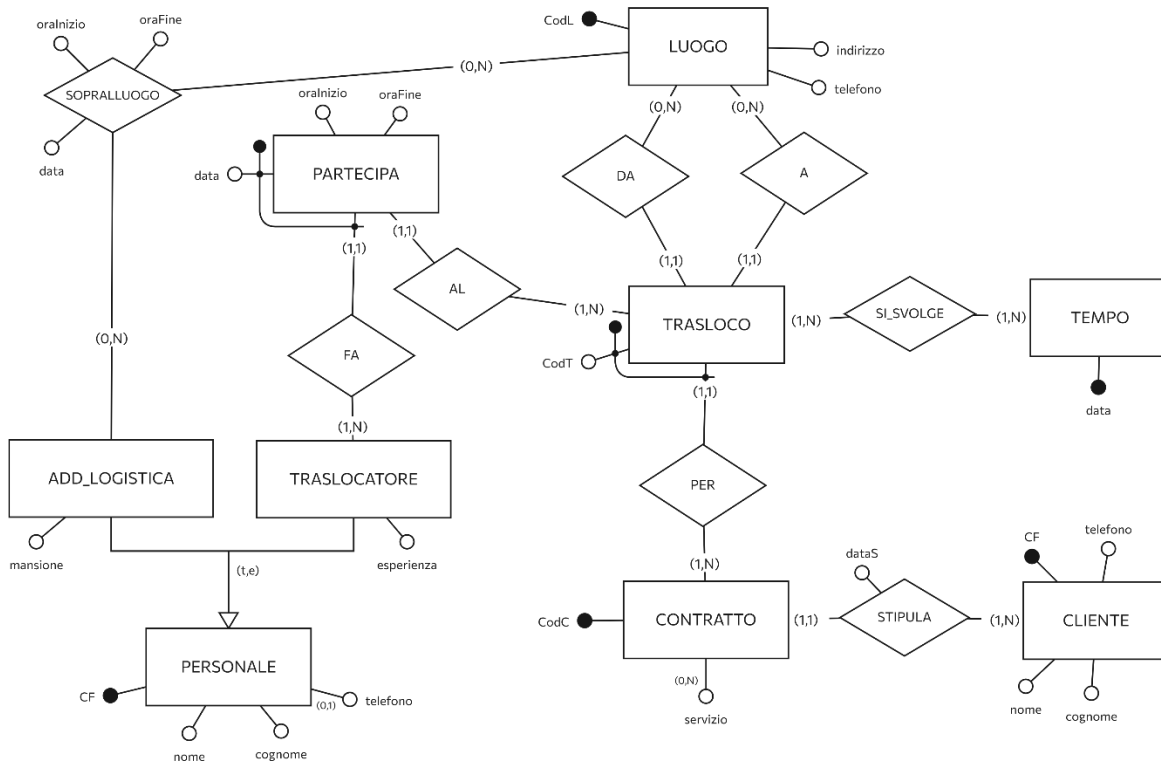 oraInizio
oraFine
SOPRALLUOGO
data
(0,N)
(0,N)
CodL
LUOGO
indirizzo
telefono
(0,N)
(0,N)
DA
A
(1,1)
(1,1)
oraInizio
oraFine
data
PARTECIPA
(1,1)
(1,1)
AL
(1,N)
FA
(1,N)
TRASLOCO
CodT
(1,N)
SI_SVOLGE
(1,N)
TEMPO
data
(1,1)
PER
(1,N)
ADD_LOGISTICA
TRASLOCATORE
mansione
esperienza
(t,e)
PERSONALE
CF
(0,1)
telefono
nome
cognome
CodC
CONTRATTO
(0,N)
servizio
(1,1)
dataS
STIPULA
(1,N)
CF
telefono
CLIENTE
nome
cognome